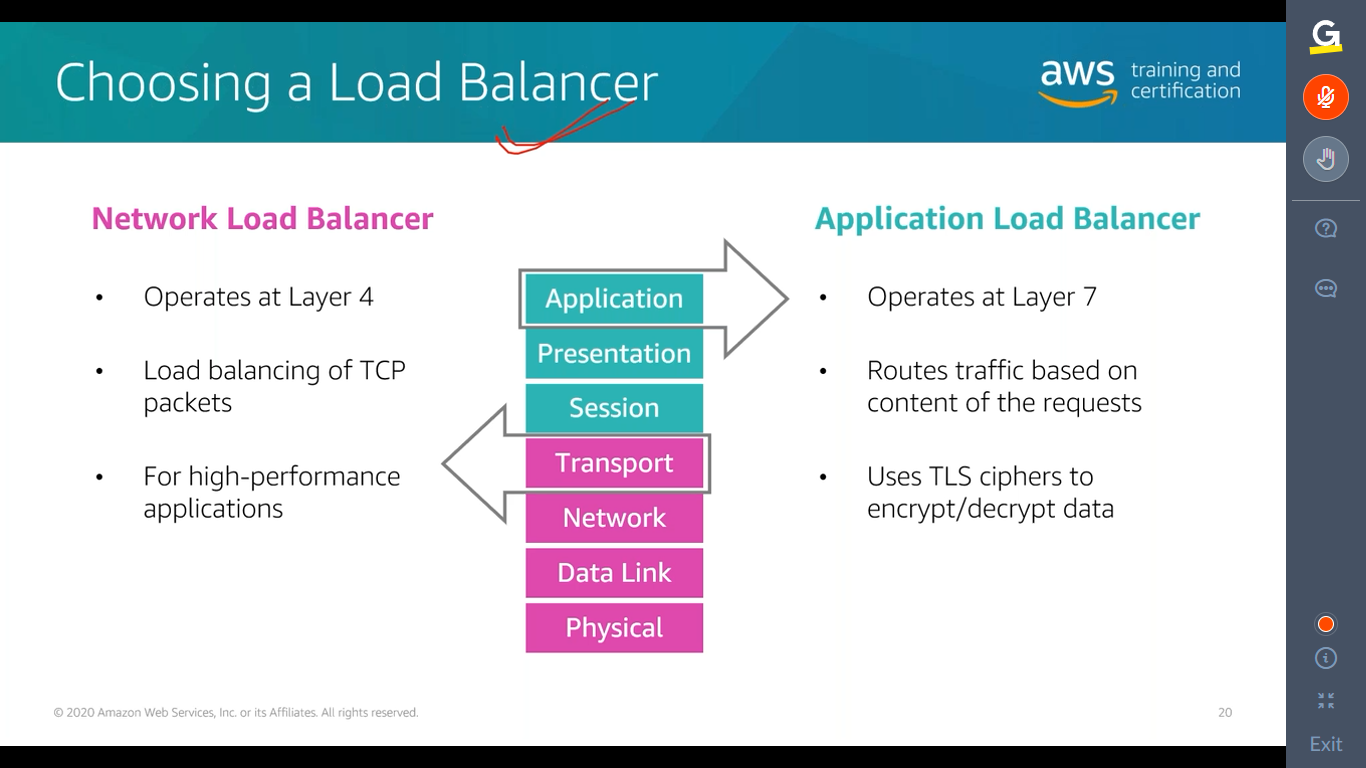 Choosing a Load Balancer
aws training and
certification
Network Load Balancer
• Operates at Layer 4
• Load balancing of TCP
packets
• For high-performance
applications
Application
Presentation
Session
Transport
Network
Data Link
Physical
Application Load Balancer
• Operates at Layer 7
• Routes traffic based on
content of the requests
• Uses TLS ciphers to
encrypt/decrypt data
© 2020 Amazon Web Services, Inc. or its Affiliates. All rights reserved.
20
G
?
i
Exit